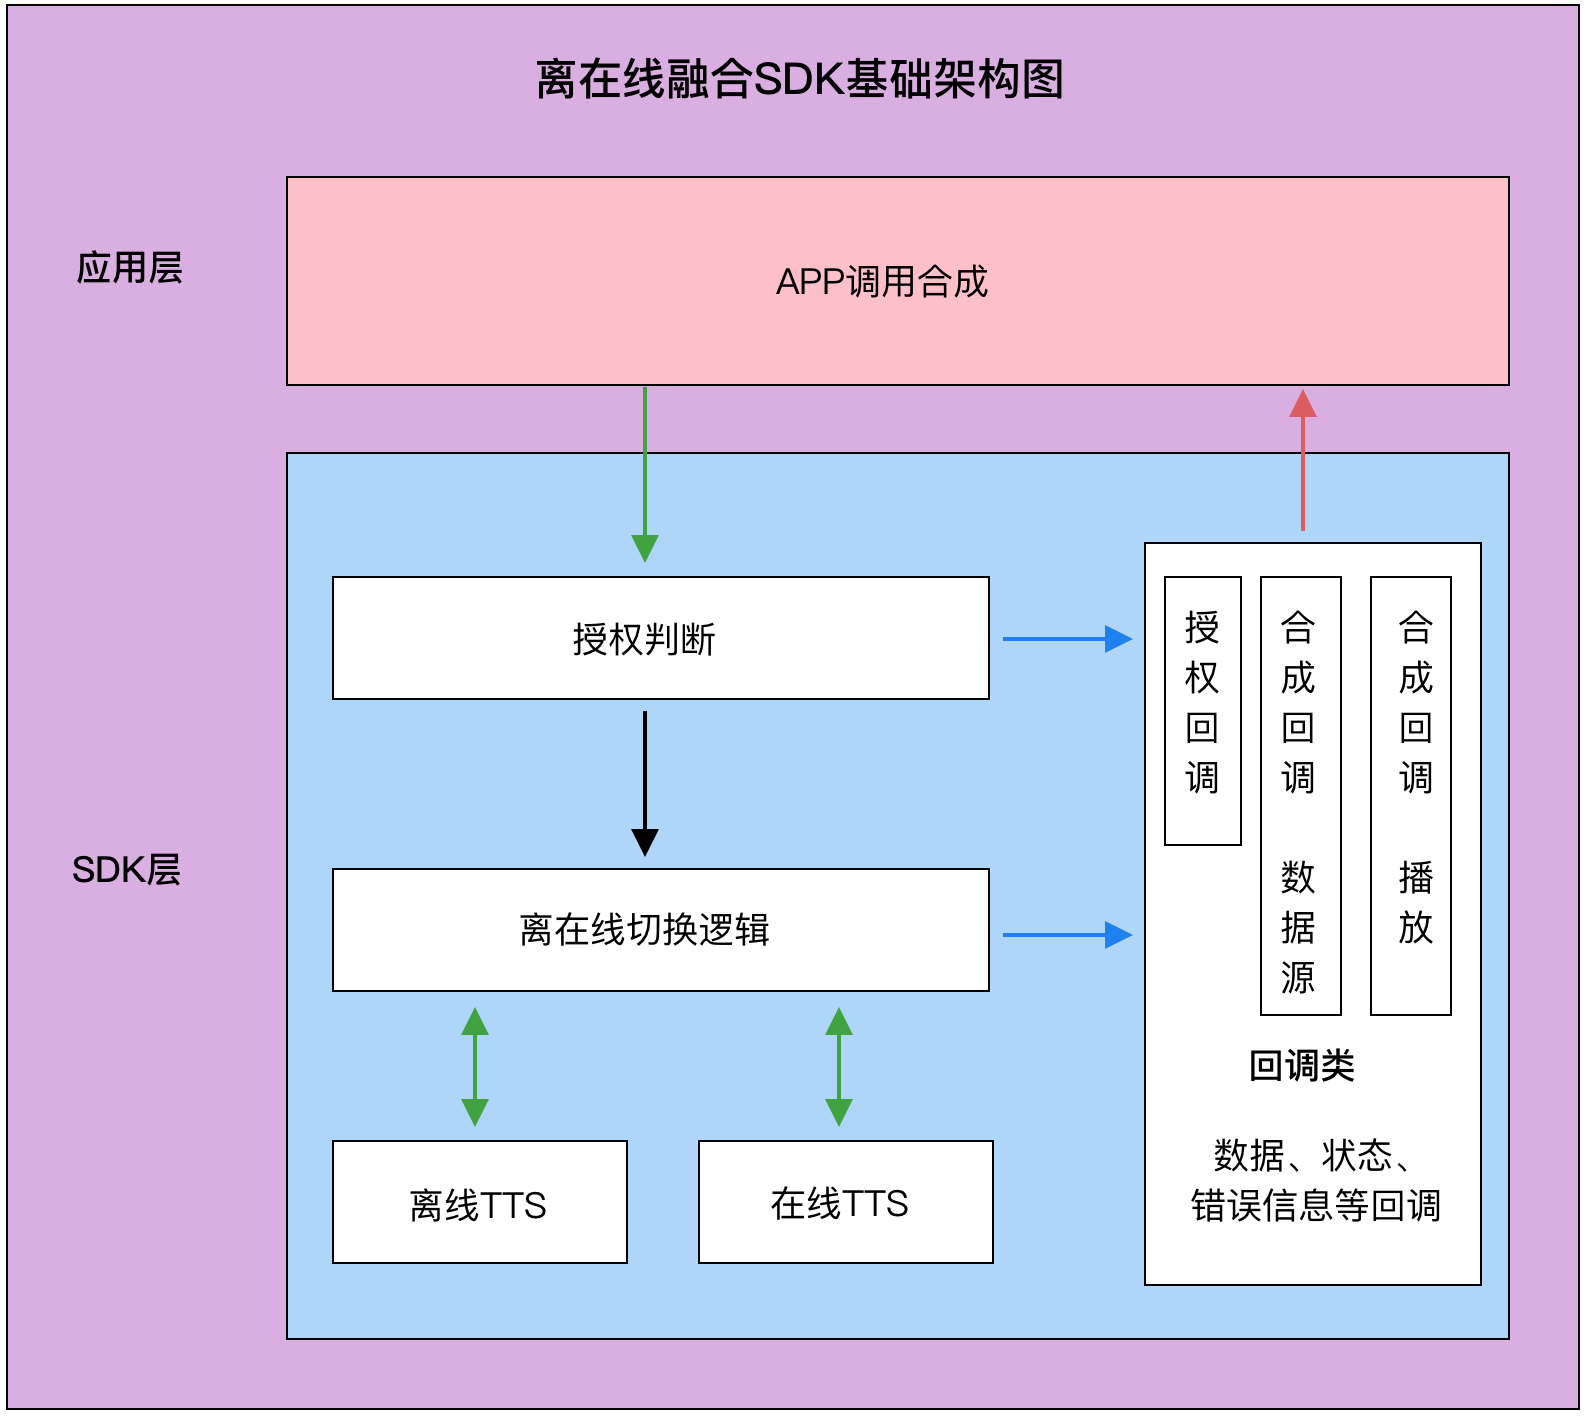 离在线融合SDK基础架构图
应用层
APP调用合成
SDK层
授权判断
离在线切换逻辑
离线TTS
在线TTS
授权回调
合成回调 数据源
合成回调 播放
回调类
数据、状态、
错误信息等回调